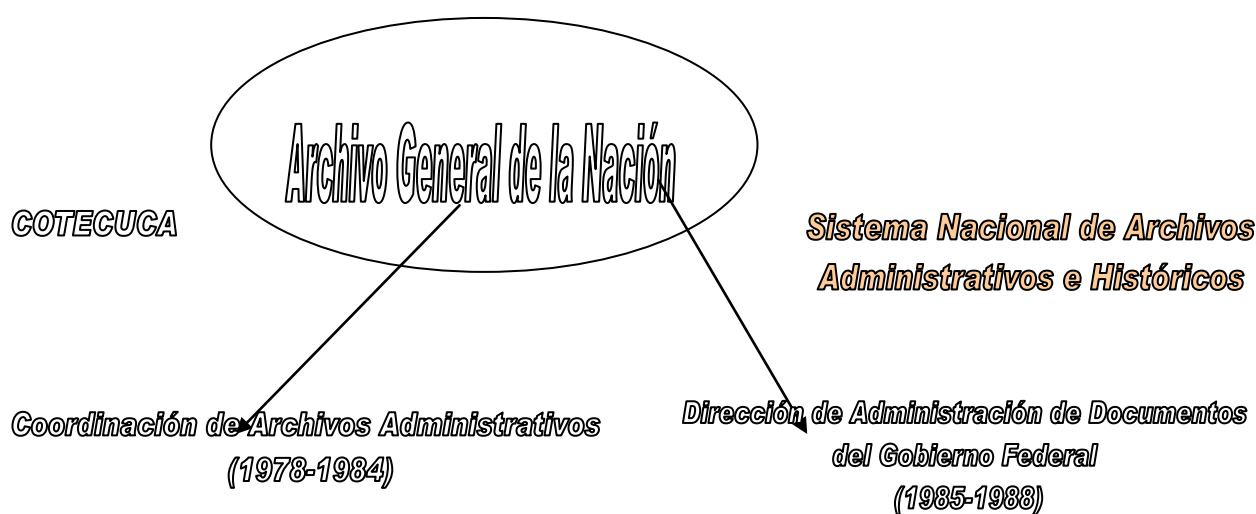 Archivo General de la Nación
COTECUCA
Sistema Nacional de Archivos
Administrativos e Históricos
Coordinación de Archivos Administrativos
(1978-1984)
Dirección de Administración de Documentos
del Gobierno Federal
(1985-1988)